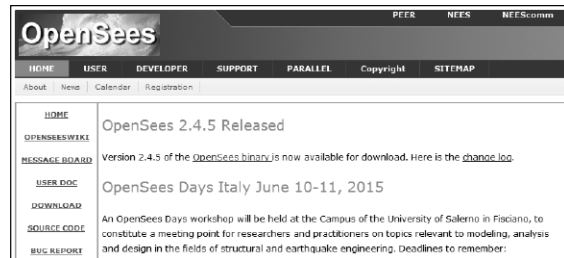 PEER NEES NEEScomm
OpenSees
HOME USER DEVELOPER SUPPORT PARALLEL Copyright SITEMAP
About News Calendar Registration
HOME
OPENSEESWIKI
MESSAGE BOARD
USER DOC
DOWNLOAD
SOURCE CODE
BUG REPORT
OpenSees 2.4.5 Released
Version 2.4.5 of the OpenSees binary is now available for download. Here is the change log.
OpenSees Days Italy June 10-11, 2015
An OpenSees Days workshop will be held at the Campus of the University of Salerno in Fisciano, to
constitute a meeting point for researchers and practitioners on topics relevant to modeling, analysis
and design in the fields of structural and earthquake engineering. Deadlines to remember: